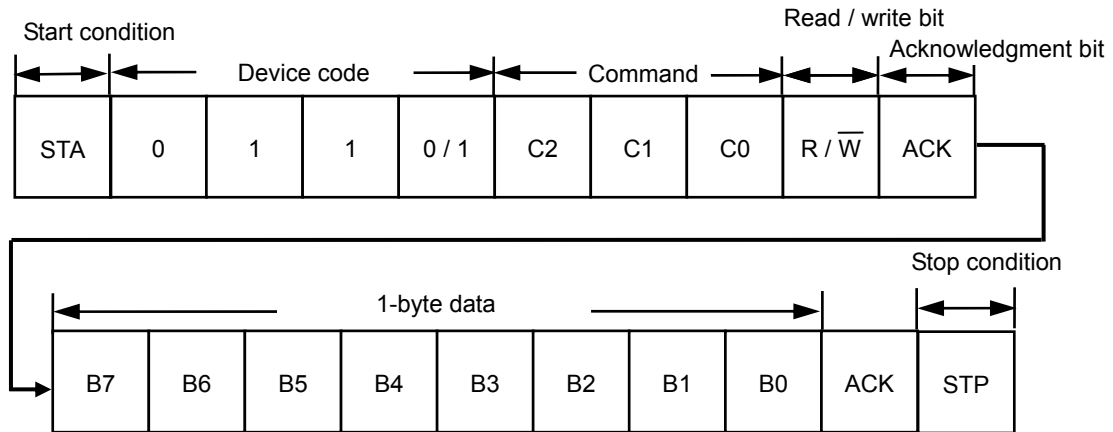 Read / write bit
Start condition
Acknowledgment bit
Device code Command
STA 0 1 1 0 / 1 C2 C1 C0 R / W̅ ACK
Stop condition
1-byte data
B7 B6 B5 B4 B3 B2 B1 B0 ACK STP